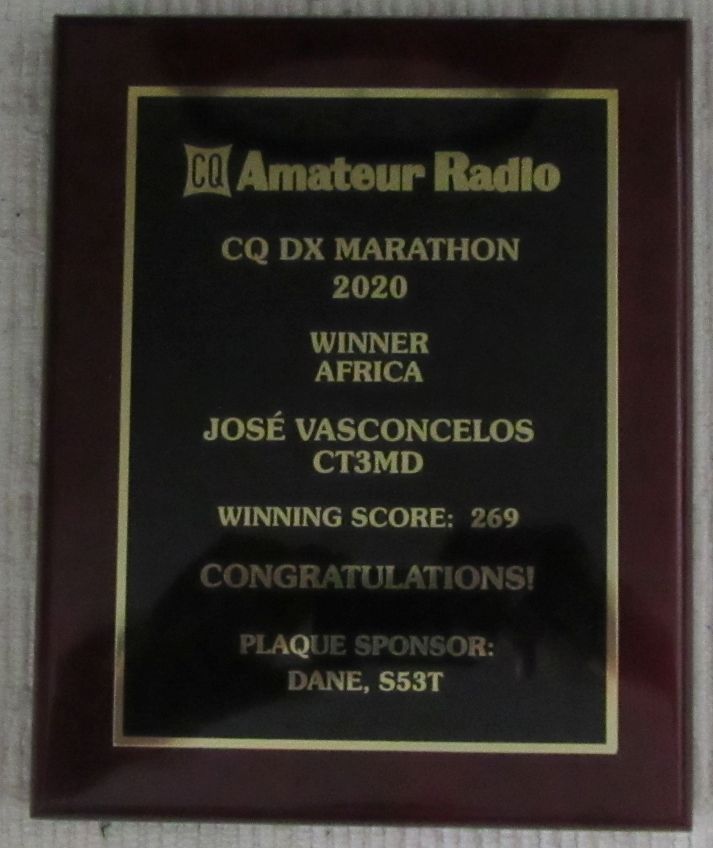 CQ Amateur Radio
CQ DX MARATHON
2020
WINNER
AFRICA
JOSÉ VASCONCELOS
CT3MD
WINNING SCORE: 269
CONGRATULATIONS!
PLAQUE SPONSOR:
DANE, S53T